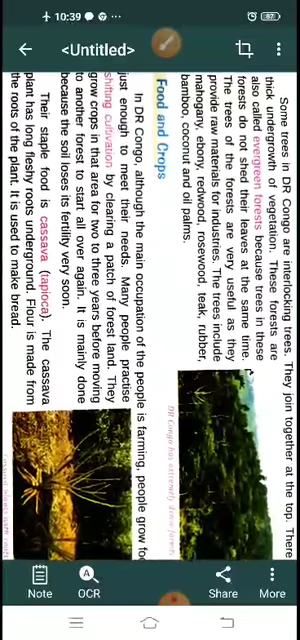 10:39
87
<Untitled>
Some trees in DR Congo are interlocking trees. They join together at the top. There
thick undergrowth of vegetation. These forests are
also called evergreen forests because trees in these
forests do not shed their leaves at the same time.
The trees of the forests are very useful as they
provide raw materials for industries. The trees include
mahogany, ebony, redwood, rosewood, teak, rubber,
bamboo, coconut and oil palms.
DR Congo has extremely dense forests
Food and Crops
In DR Congo, although the main occupation of the people is farming, people grow fo
just enough to meet their needs. Many people practise
shifting cultivation by clearing a patch of forest land. They
grow crops in that area for two to three years before moving
to another forest to start all over again. It is mainly done
because the soil loses its fertility very soon.
Their staple food is cassava (tapioca). The cassava
plant has long fleshy roots underground. Flour is made from
the roots of the plant. It is used to make bread.
Cassava plants with roots
Note
OCR
Share
More